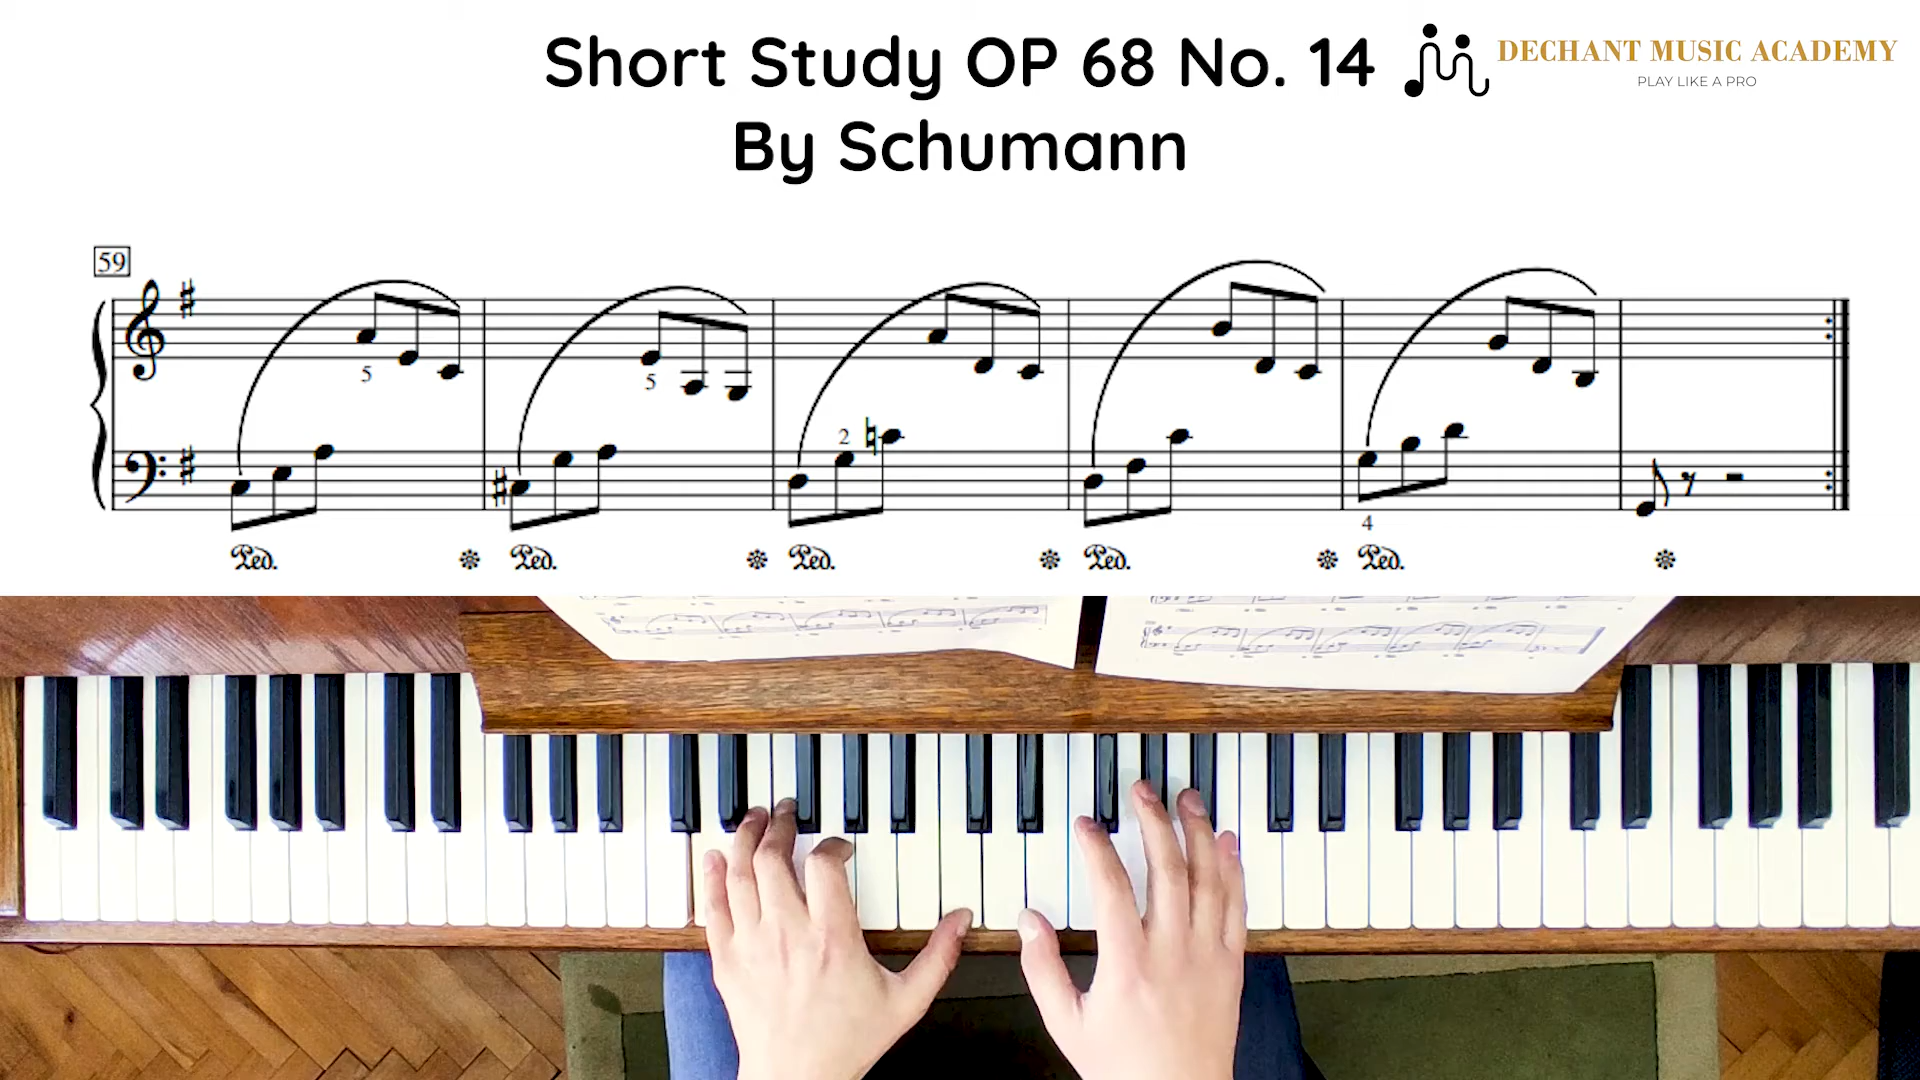 Short Study OP 68 No. 14
By Schumann
DECHANT MUSIC ACADEMY
PLAY LIKE A PRO
59
5
5
2
4
Ped. Ped. Ped. Ped. Ped.